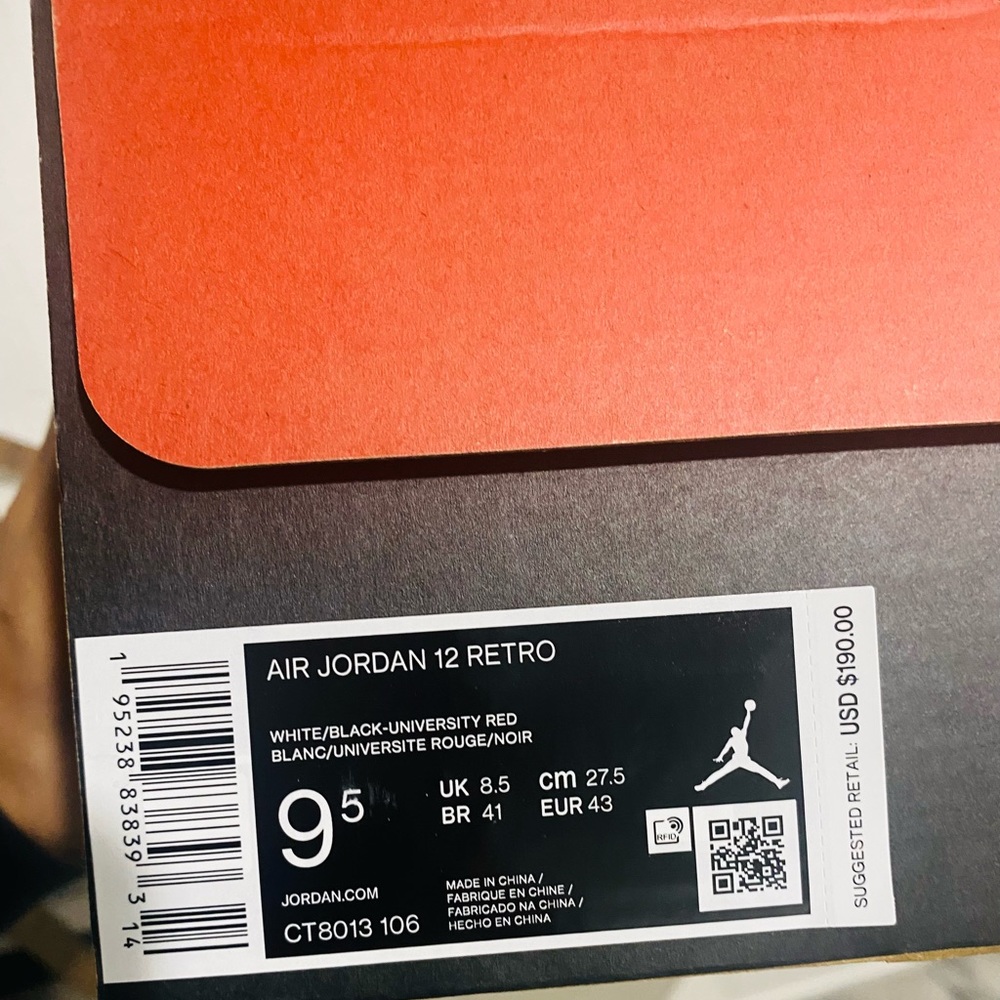 AIR JORDAN 12 RETRO
WHITE/BLACK-UNIVERSITY RED
BLANC/UNIVERSITE ROUGE/NOIR
9 5
UK 8.5 cm 27.5
BR 41 EUR 43
RFID
JORDAN.COM
CT8013 106
MADE IN CHINA /
FABRIQUE EN CHINE /
FABRICADO NA CHINA /
HECHO EN CHINA
1 95238 83839 3 14
SUGGESTED RETAIL: USD $190.00